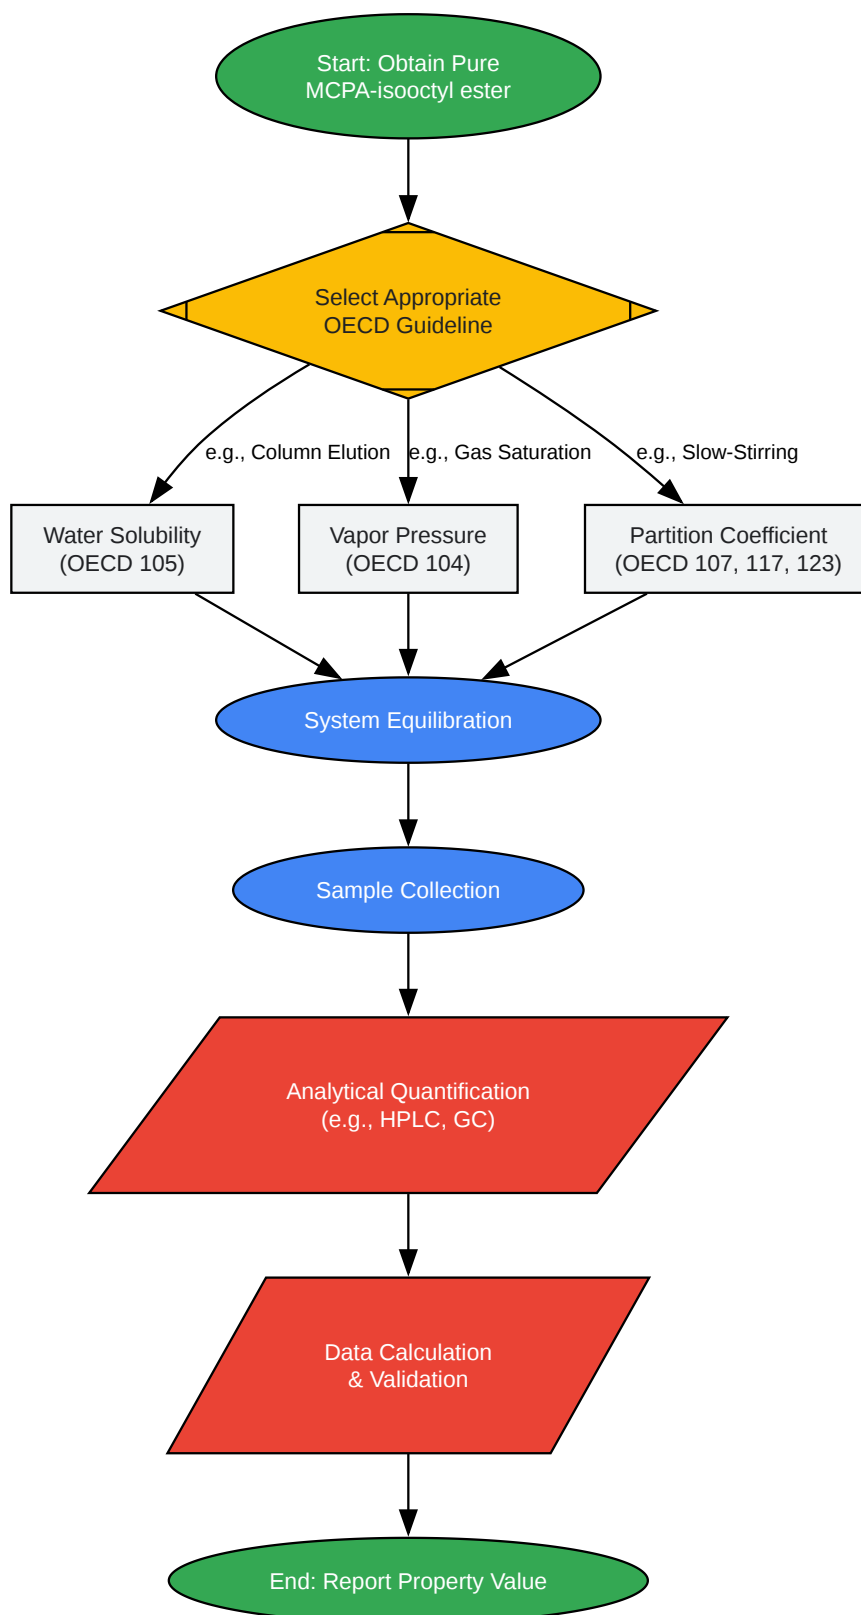 Start: Obtain Pure
MCPA-isooctyl ester
Select Appropriate
OECD Guideline
e.g., Column Elution
e.g., Gas Saturation
e.g., Slow-Stirring
Water Solubility
(OECD 105)
Vapor Pressure
(OECD 104)
Partition Coefficient
(OECD 107, 117, 123)
System Equilibration
Sample Collection
Analytical Quantification
(e.g., HPLC, GC)
Data Calculation
& Validation
End: Report Property Value